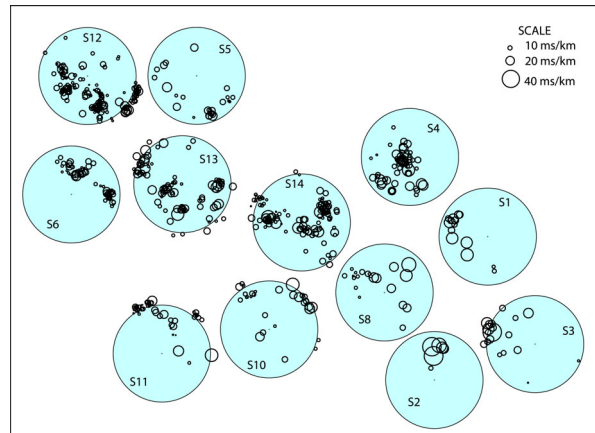 SCALE
10 ms/km
20 ms/km
40 ms/km
S12
S5
S4
S13
S14
S6
S1
S8
S3
S10
S11
S2